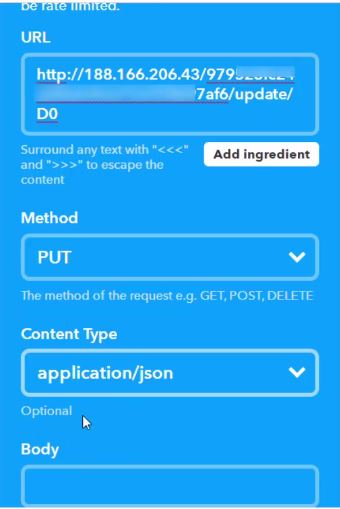 be rate limited.
URL
http://188.166.206.43/979
7af6/update/
D0
Surround any text with "<<<"
and ">>>" to escape the
content
Add ingredient
Method
PUT
The method of the request e.g. GET, POST, DELETE
Content Type
application/json
Optional
Body